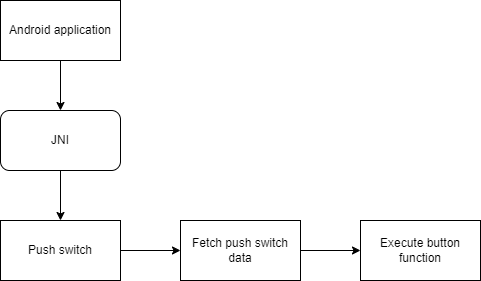 Android application
JNI
Push switch
Fetch push switch
data
Execute button
function